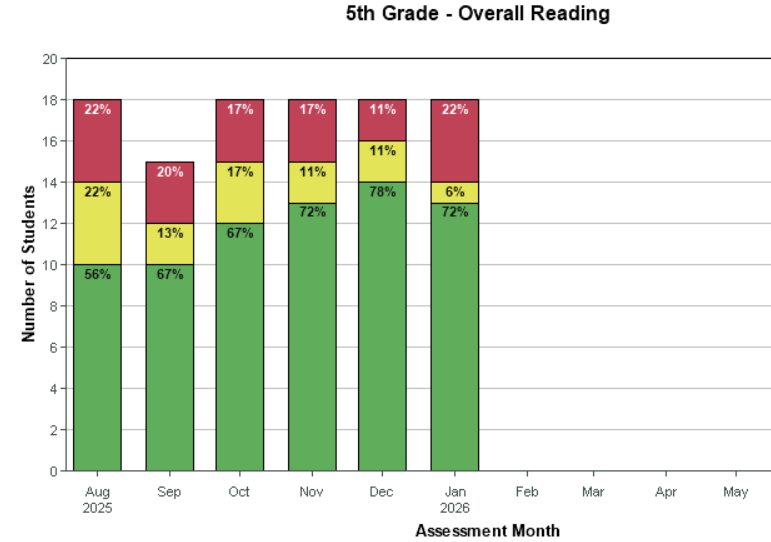 5th Grade - Overall Reading
Number of Students
20
18
16
14
12
10
8
6
4
2
0
22%
22%
56%
20%
13%
67%
17%
17%
67%
17%
11%
72%
11%
11%
78%
22%
6%
72%
Aug
2025
Sep
Oct
Nov
Dec
Jan
2026
Feb
Mar
Apr
May
Assessment Month